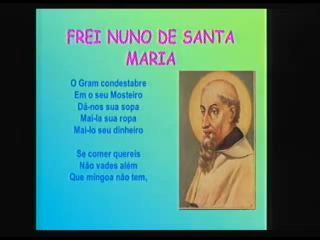 FREI NUNO DE SANTA
MARIA
O Gram condestabre
Em o seu Mosteiro
Dá-nos sua sopa
Mai-la sua ropa
Mai-lo seu dinheiro
Se comer quereis
Não vades além
Que mingoa não tem,